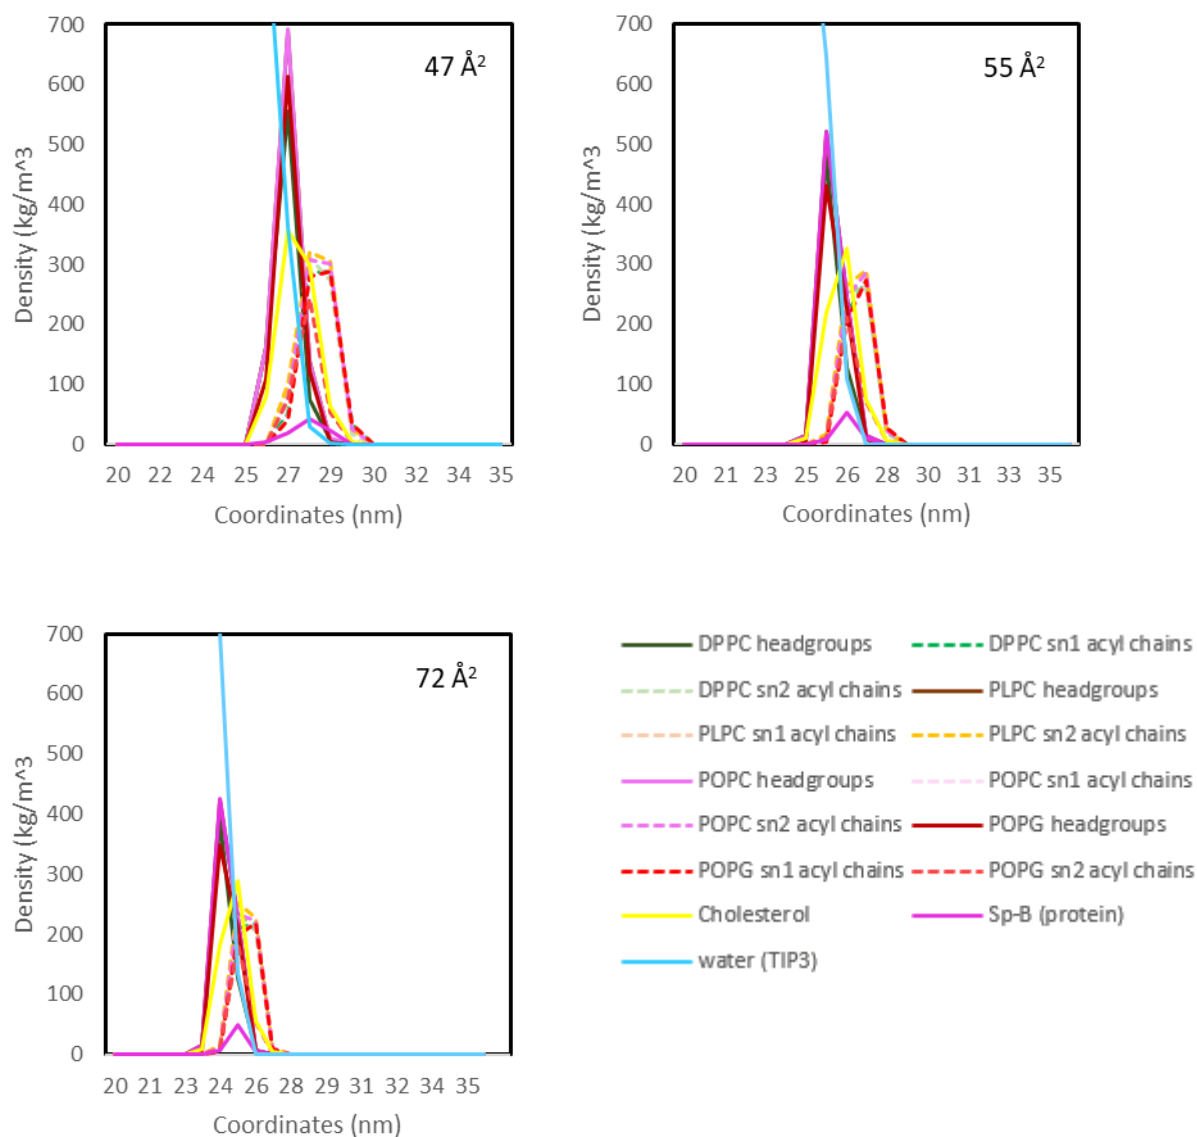 700
600
500
400
300
200
100
0
Density (kg/m^3
47 Å²
20 22 24 25 27 29 30 32 34 35
Coordinates (nm)
700
600
500
400
300
200
100
0
Density (kg/m^3
55 Å²
20 21 23 24 26 28 30 31 33 35
Coordinates (nm)
700
600
500
400
300
200
100
0
Density (kg/m^3
72 Å²
20 21 23 24 26 28 29 31 32 33 35
Coordinates (nm)
DPPC headgroups DPPC sn1 acyl chains
DPPC sn2 acyl chains PLPC headgroups
PLPC sn1 acyl chains PLPC sn2 acyl chains
POPC headgroups POPC sn1 acyl chains
POPC sn2 acyl chains POPG headgroups
POPG sn1 acyl chains POPG sn2 acyl chains
Cholesterol Sp-B (protein)
water (TIP3)